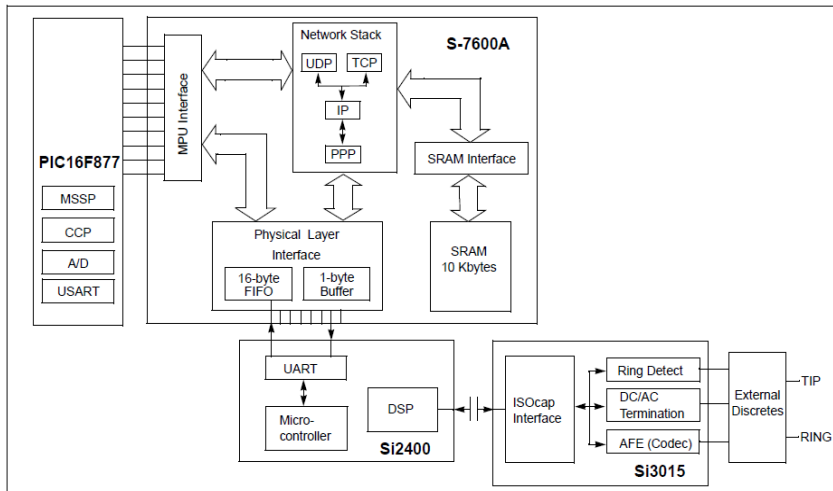 PIC16F877
MSSP
CCP
A/D
USART
MPU Interface
S-7600A
Network Stack
UDP
TCP
IP
PPP
SRAM Interface
SRAM
10 Kbytes
Physical Layer
Interface
16-byte
FIFO
1-byte
Buffer
UART
Micro-
controller
DSP
Si2400
ISOcap
Interface
Ring Detect
DC/AC
Termination
AFE (Codec)
Si3015
External
Discretes
TIP
RING